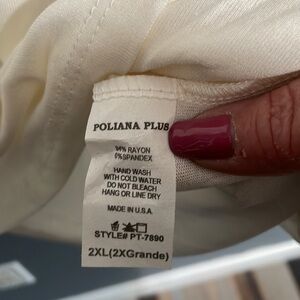 POLIANA PLUS
RAYON
SPANDEX
HAND WASH
WITH COLD WATER
DO NOT BLEACH
HANG OR LINE DRY
MADE IN U.S.A.
STYLE# PT-7890
2XL(2XGrande)